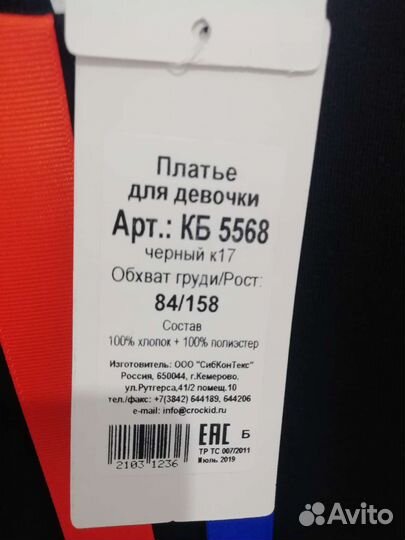 Платье
для девочки
Арт.: КБ 5568
черный к17
Обхват груди/Рост:
84/158
Состав
100% хлопок + 100% полиэстер
Изготовитель: ООО "СибКонТекс"
Россия, 650044, г.Кемерово,
ул.Рутгерса,41/2 помещ.10
тел./факс: +7(3842) 644189, 644206
e-mail: info@crockid.ru
2103 1236
ЕАС Б
ТР ТС 007/2011
Июль 2019
Avito